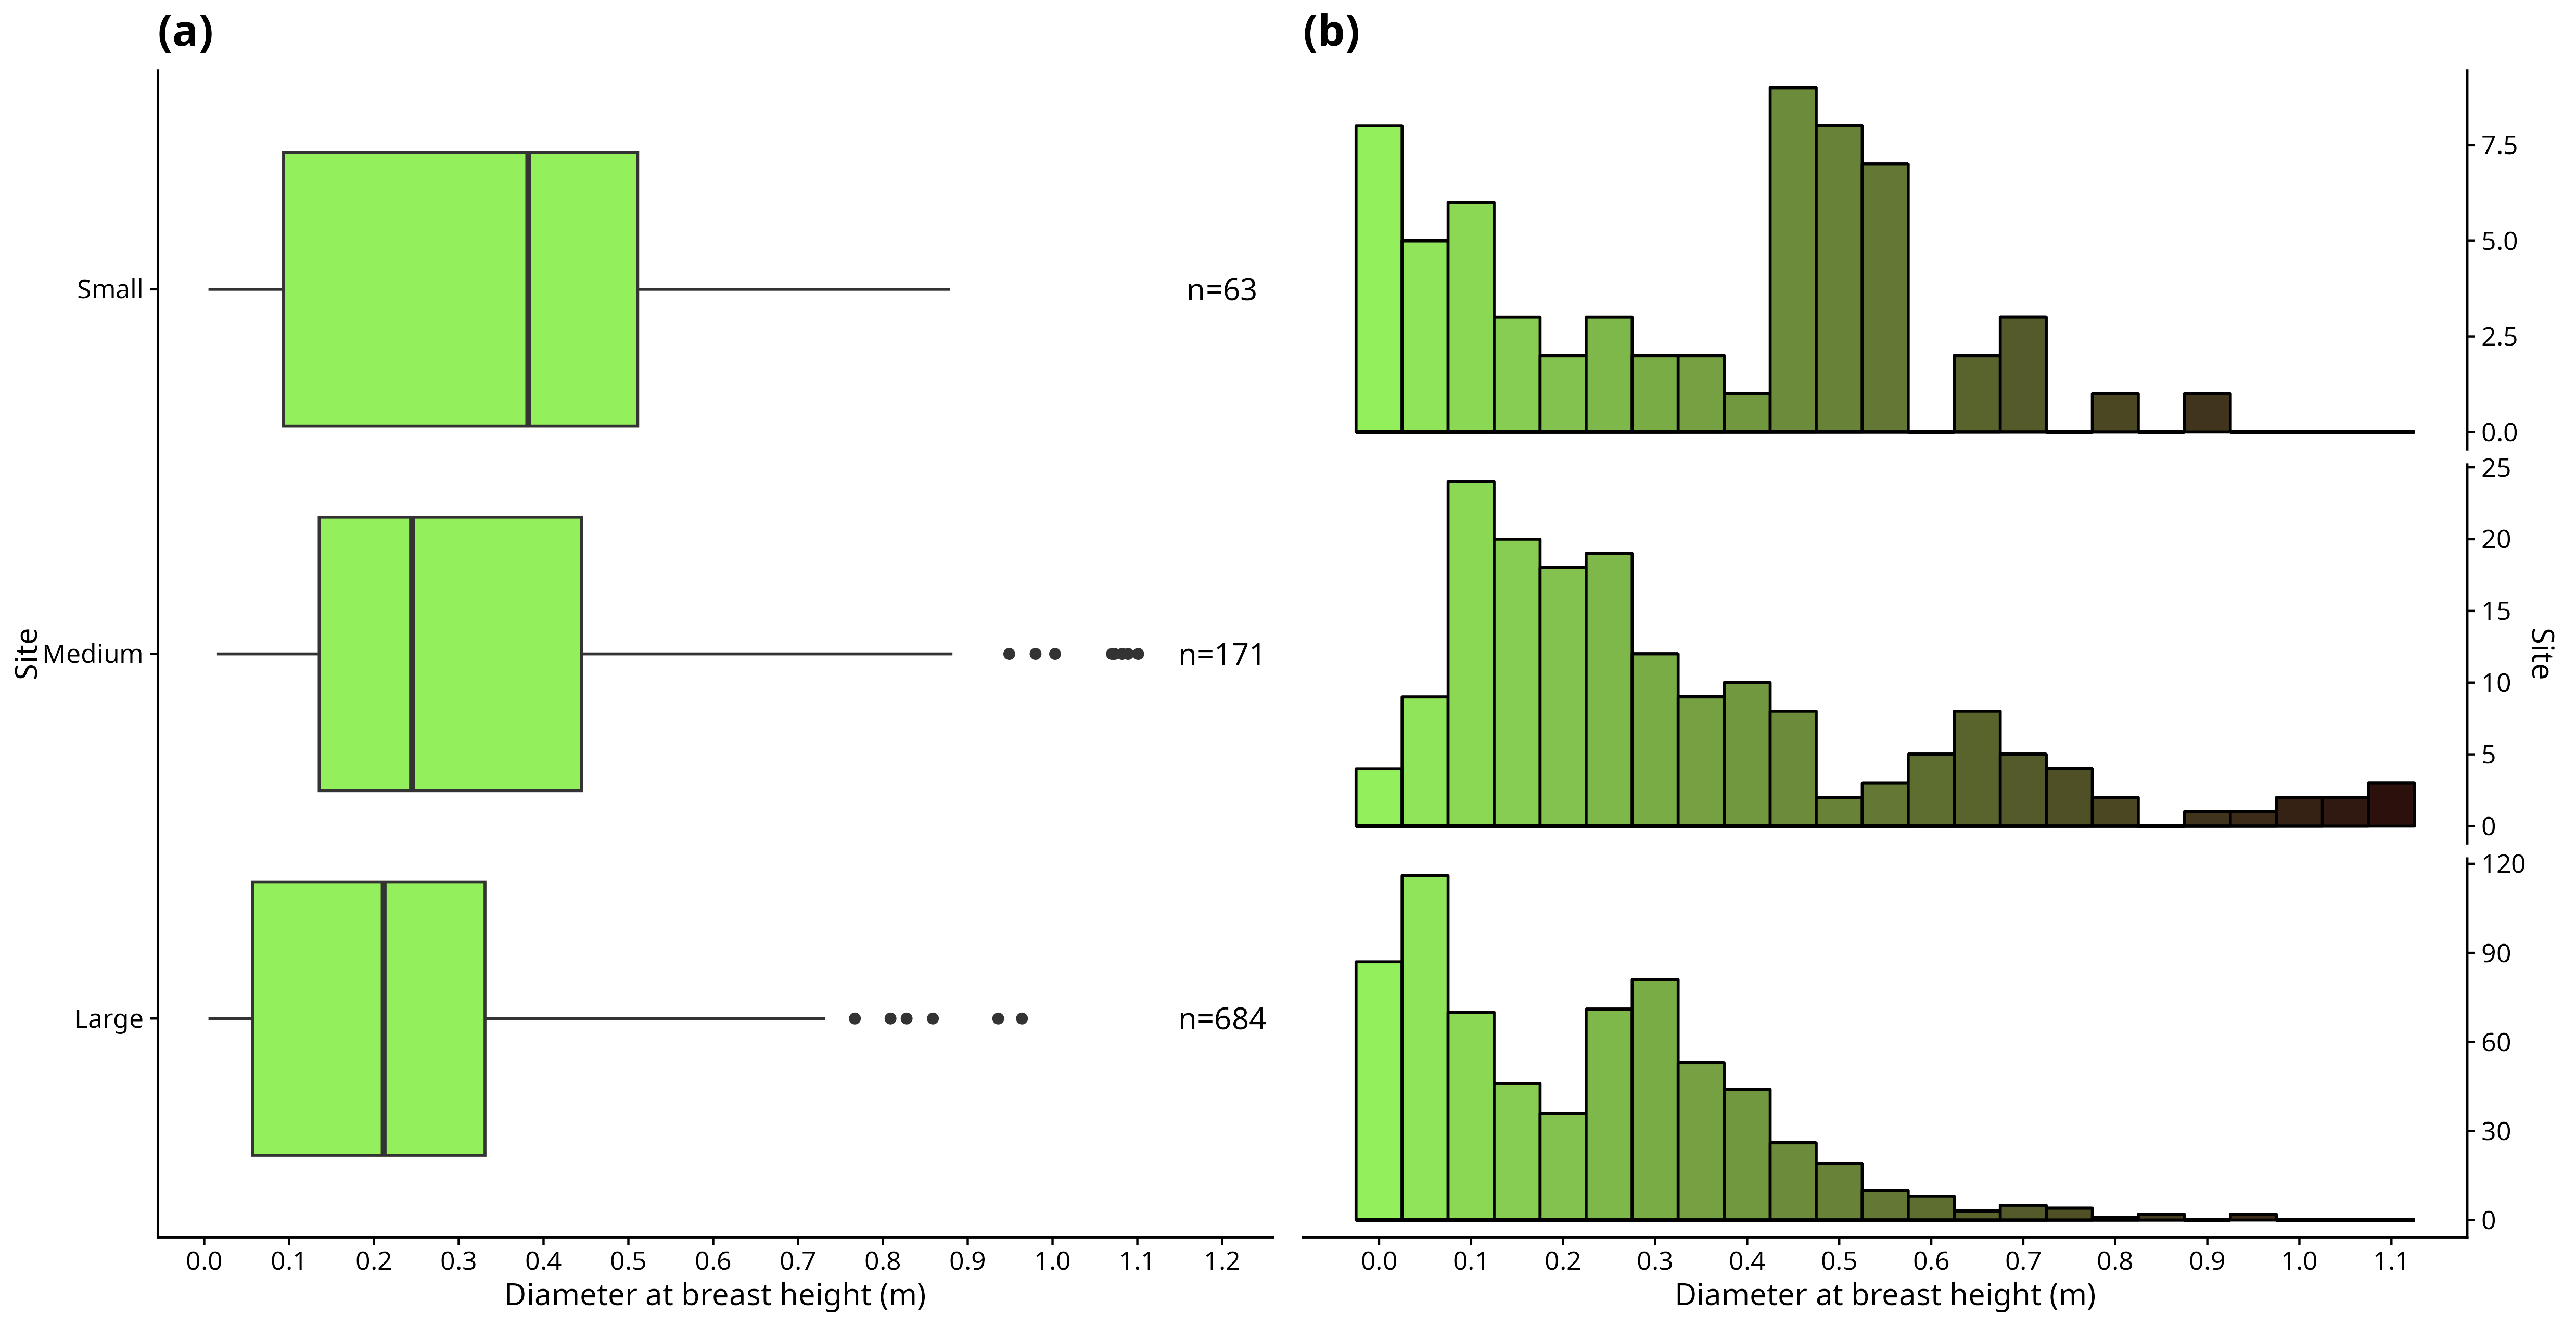 (a)
Site
Small
Medium
Large
n=63
n=171
n=684
0.0 0.1 0.2 0.3 0.4 0.5 0.6 0.7 0.8 0.9 1.0 1.1 1.2
Diameter at breast height (m)
(b)
7.5
5.0
2.5
0.0
25
20
15
10
5
0
120
90
60
30
0
Site
0.0 0.1 0.2 0.3 0.4 0.5 0.6 0.7 0.8 0.9 1.0 1.1
Diameter at breast height (m)